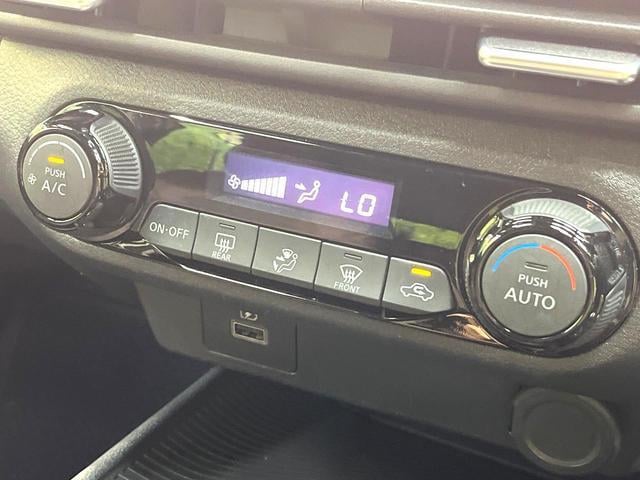 PUSH
A/C
LO
ON·OFF
REAR
FRONT
PUSH
AUTO